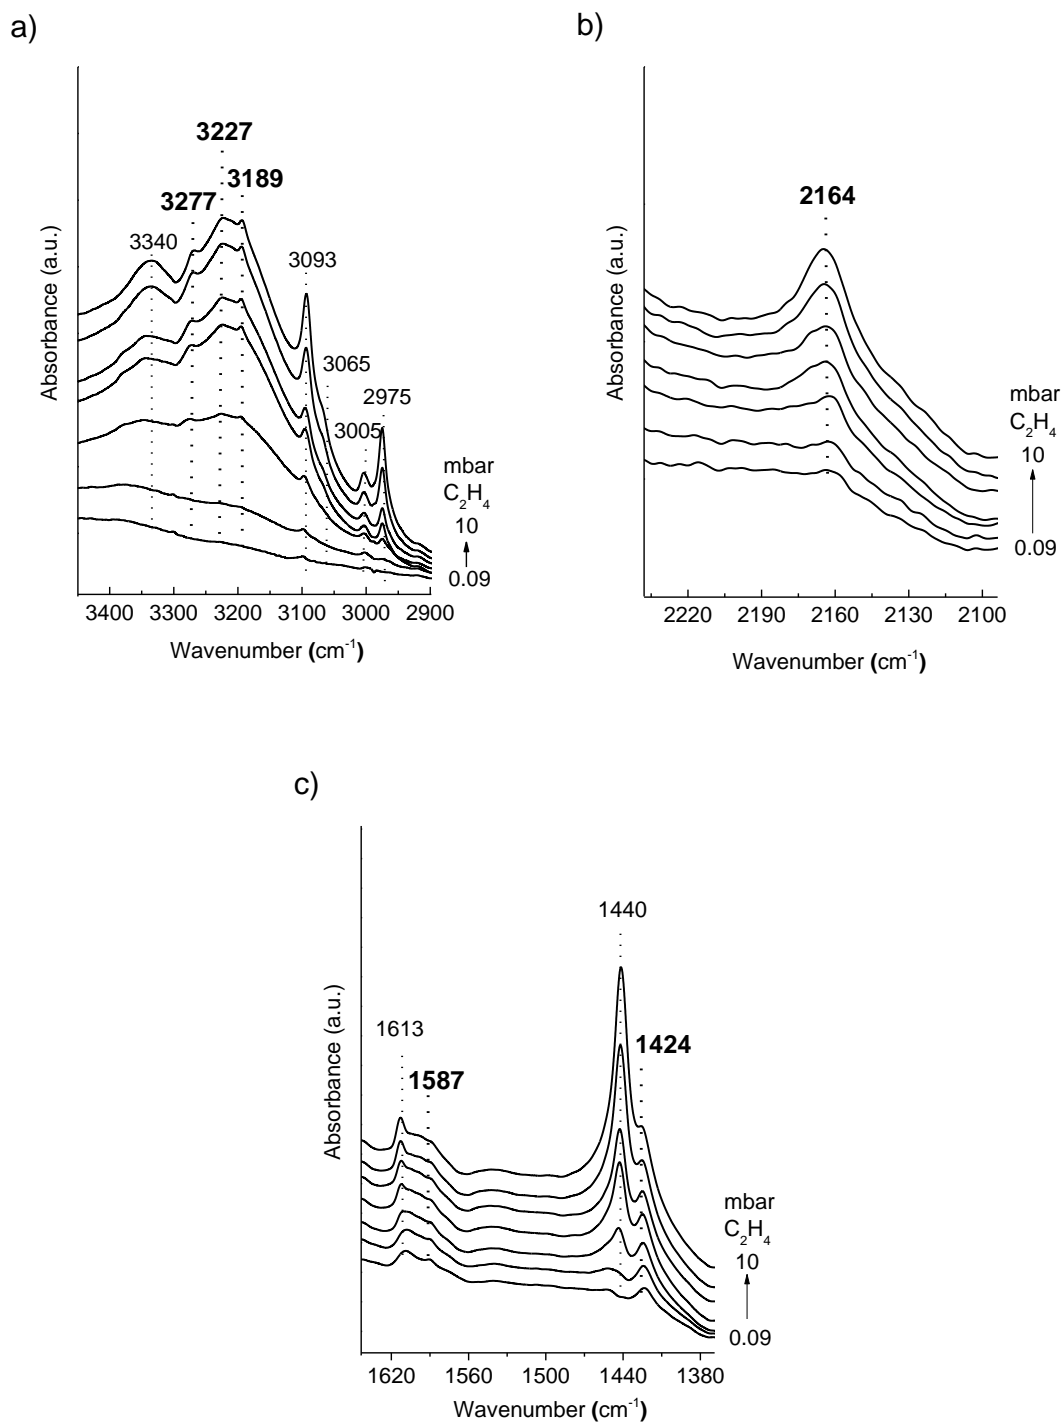 a)
3227
3189
3277
3340
3093
3065
2975
3005
mbar
C₂H₄
10
0.09
Absorbance (a.u.)
3400 3300 3200 3100 3000 2900
Wavenumber (cm⁻¹)
b)
2164
mbar
C₂H₄
10
0.09
Absorbance (a.u.)
2220 2190 2160 2130 2100
Wavenumber (cm⁻¹)
c)
1440
1613
1424
1587
mbar
C₂H₄
10
0.09
Absorbance (a.u.)
1620 1560 1500 1440 1380
Wavenumber (cm⁻¹)